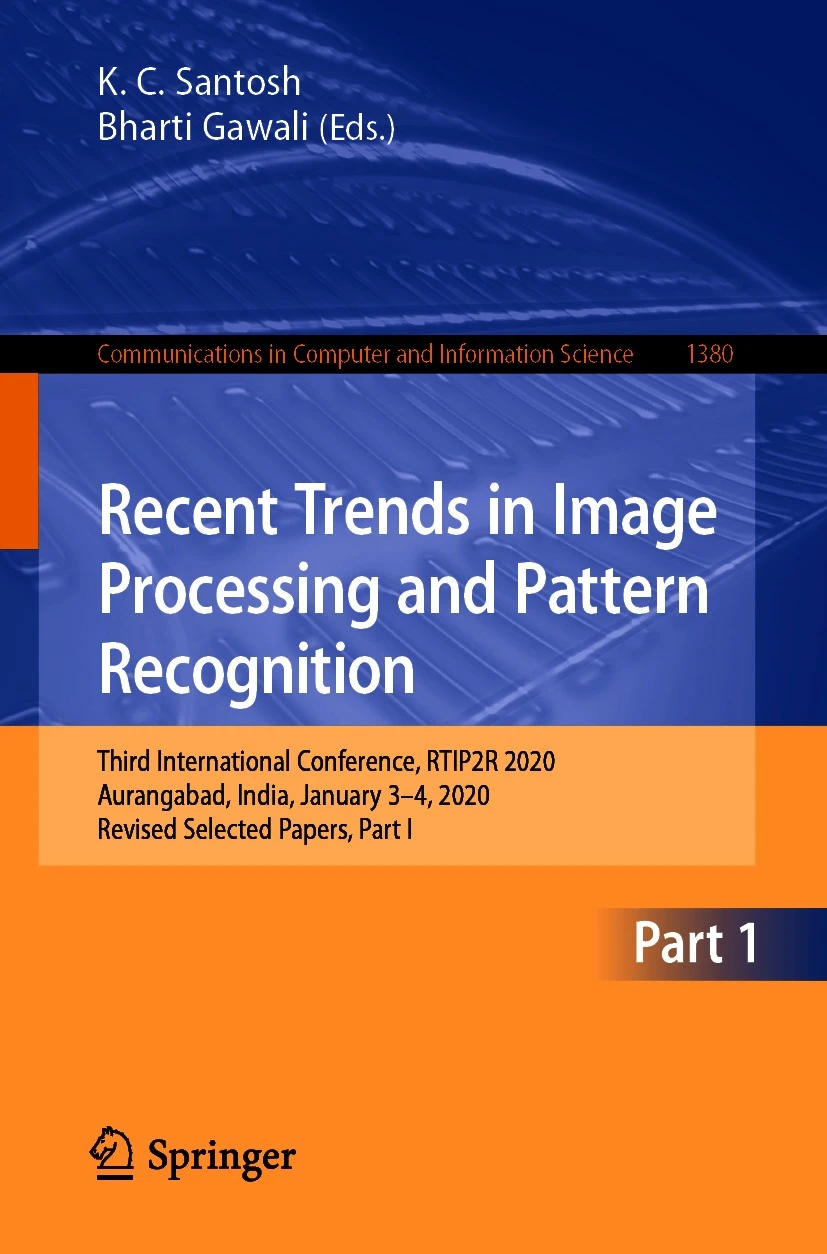 K. C. Santosh
Bharti Gawali (Eds.)
Communications in Computer and Information Science 1380
Recent Trends in Image
Processing and Pattern
Recognition
Third International Conference, RTIP2R 2020
Aurangabad, India, January 3–4, 2020
Revised Selected Papers, Part I
Part 1
Springer